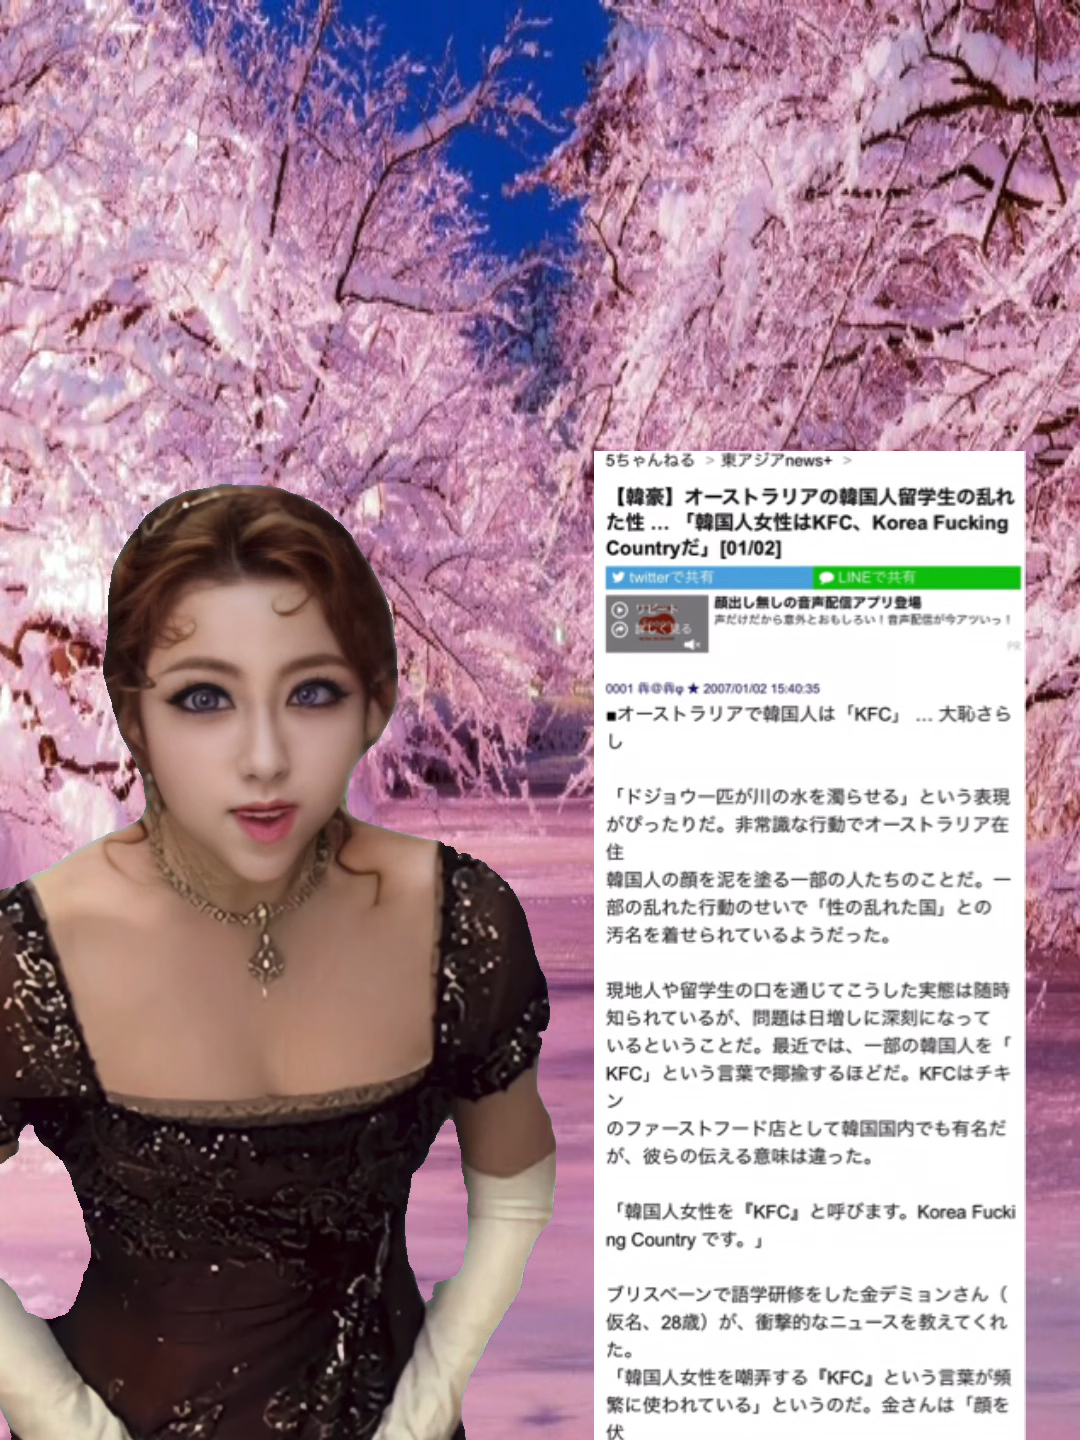 5ちゃんねる > 東アジアnews+ >
【韓豪】オーストラリアの韓国人留学生の乱れ
た性 … 「韓国人女性はKFC、Korea Fucking
Countryだ」[01/02]
twitterで共有 LINEで共有
リピート
詳しく見る
顔出し無しの音声配信アプリ登場
声だけだから意外とおもしろい！音声配信が今アツいっ！
PR
0001 犇@犇φ ★ 2007/01/02 15:40:35
■オーストラリアで韓国人は「KFC」 … 大恥さら
し
「ドジョウ一匹が川の水を濁らせる」という表現
がぴったりだ。非常識な行動でオーストラリア在
住
韓国人の顔を泥を塗る一部の人たちのことだ。一
部の乱れた行動のせいで「性の乱れた国」との
汚名を着せられているようだった。
現地人や留学生の口を通じてこうした実態は随時
知られているが、問題は日増しに深刻になって
いるということだ。最近では、一部の韓国人を「
KFC」という言葉で揶揄するほどだ。KFCはチキ
ン
のファーストフード店として韓国国内でも有名だ
が、彼らの伝える意味は違った。
「韓国人女性を『KFC』と呼びます。Korea Fucki
ng Country です。」
ブリスベーンで語学研修をした金デミョンさん（
仮名、28歳）が、衝撃的なニュースを教えてくれ
た。
「韓国人女性を嘲弄する『KFC』という言葉が頻
繁に使われている」というのだ。金さんは「顔を
伏